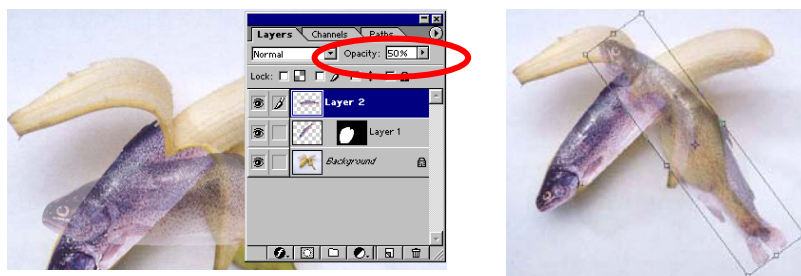 Layers Channels Paths
Normal Opacity: 50%
Lock:
Layer 2
Layer 1
Background